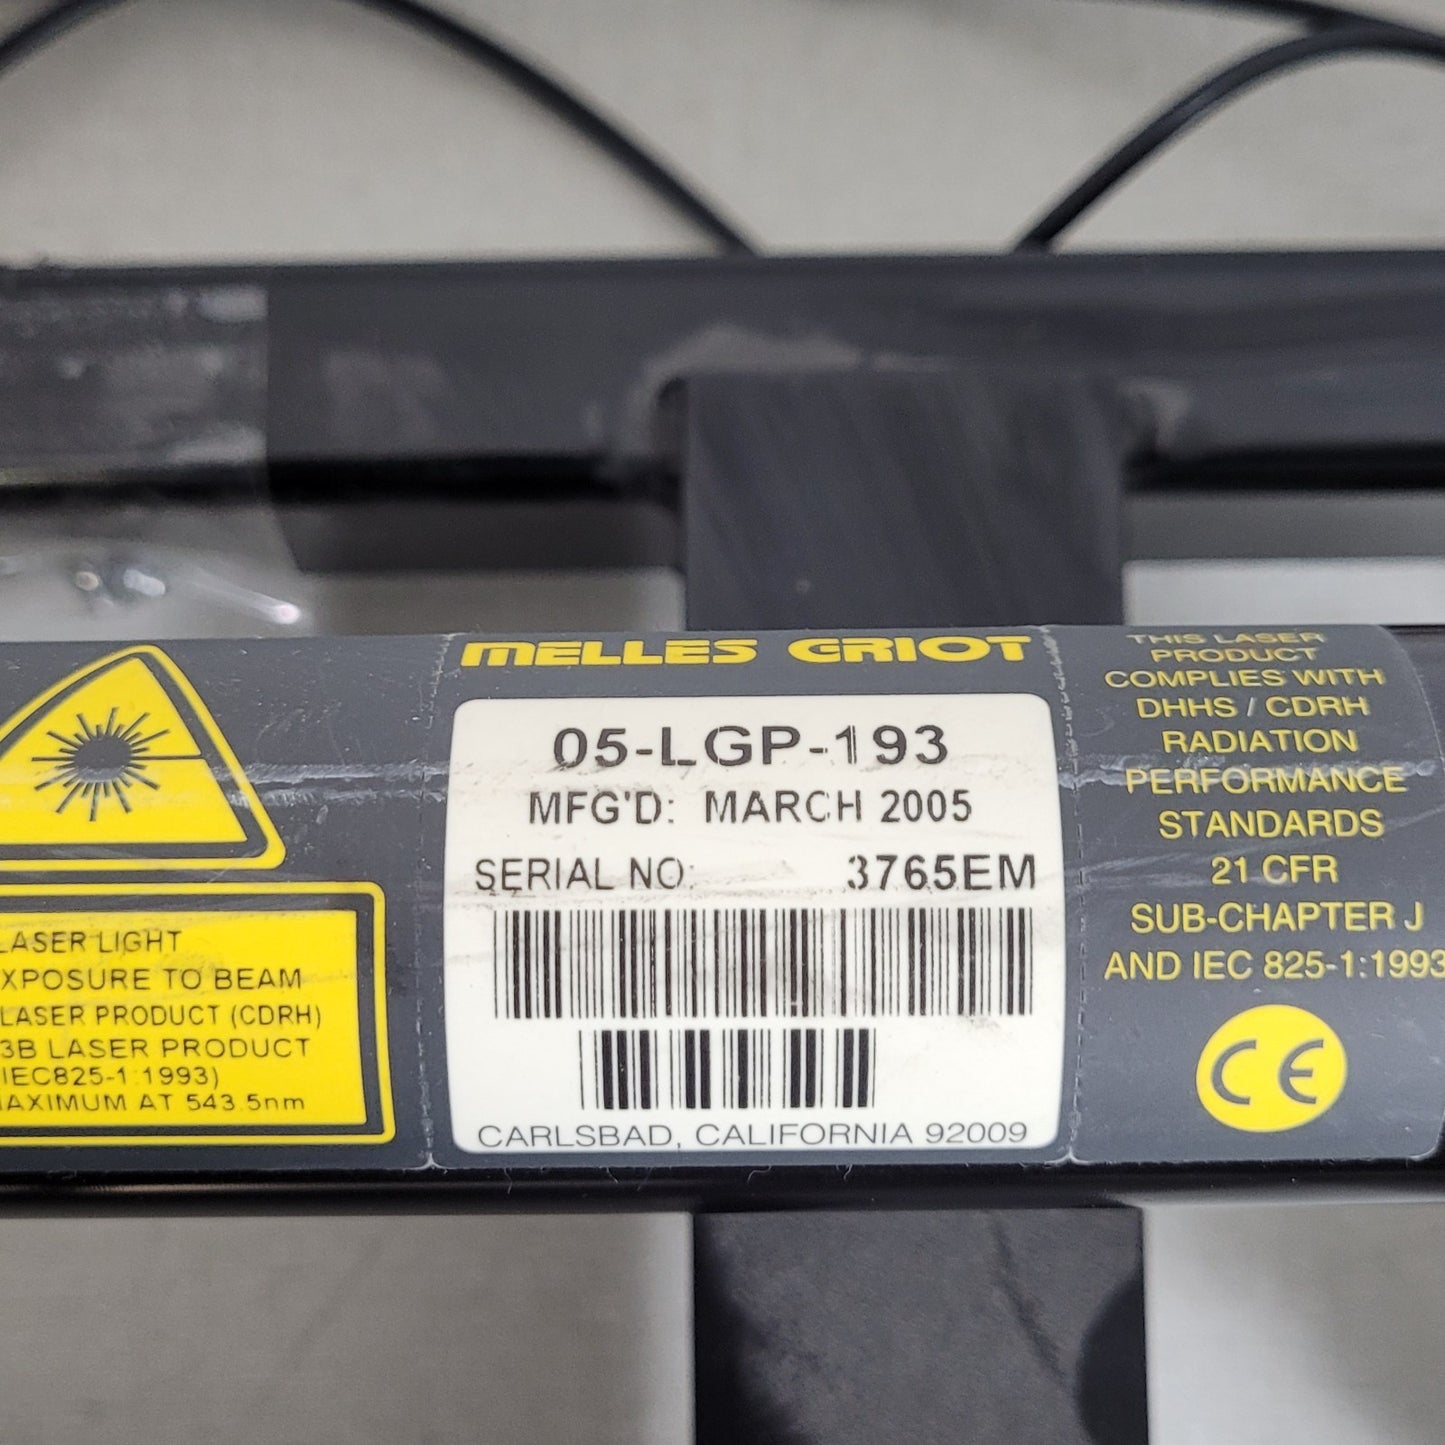 MELLES GRIOT
05-LGP-193
MFG'D: MARCH 2005
SERIAL NO: 3765EM
CARLSBAD, CALIFORNIA 92009
LASER LIGHT
XPOSURE TO BEAM
LASER PRODUCT (CDRH)
3B LASER PRODUCT
IEC825-1:1993)
MAXIMUM AT 543.5nm
THIS LASER
PRODUCT
COMPLIES WITH
DHHS / CDRH
RADIATION
PERFORMANCE
STANDARDS
21 CFR
SUB-CHAPTER J
AND IEC 825-1:1993
CE